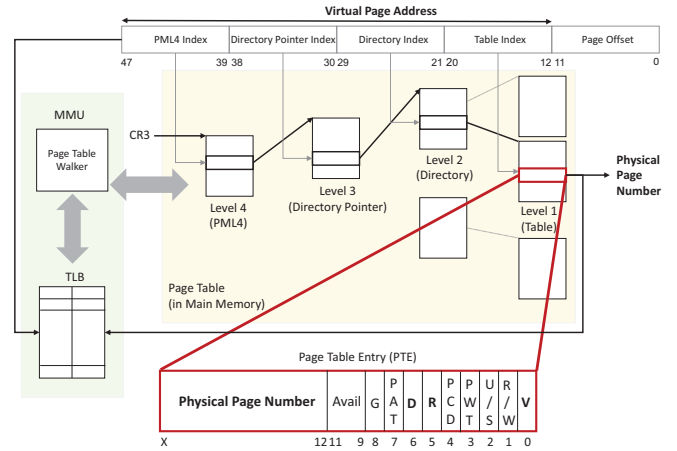 Virtual Page Address
PML4 Index Directory Pointer Index Directory Index Table Index Page Offset
47 39 38 30 29 21 20 12 11 0
MMU
Page Table
Walker
TLB
CR3
Level 4
(PML4)
Level 3
(Directory Pointer)
Level 2
(Directory)
Level 1
(Table)
Physical
Page
Number
Page Table
(in Main Memory)
Page Table Entry (PTE)
Physical Page Number Avail G PAT D R PCD PWT U/S R/W V
X 12 11 9 8 7 6 5 4 3 2 1 0